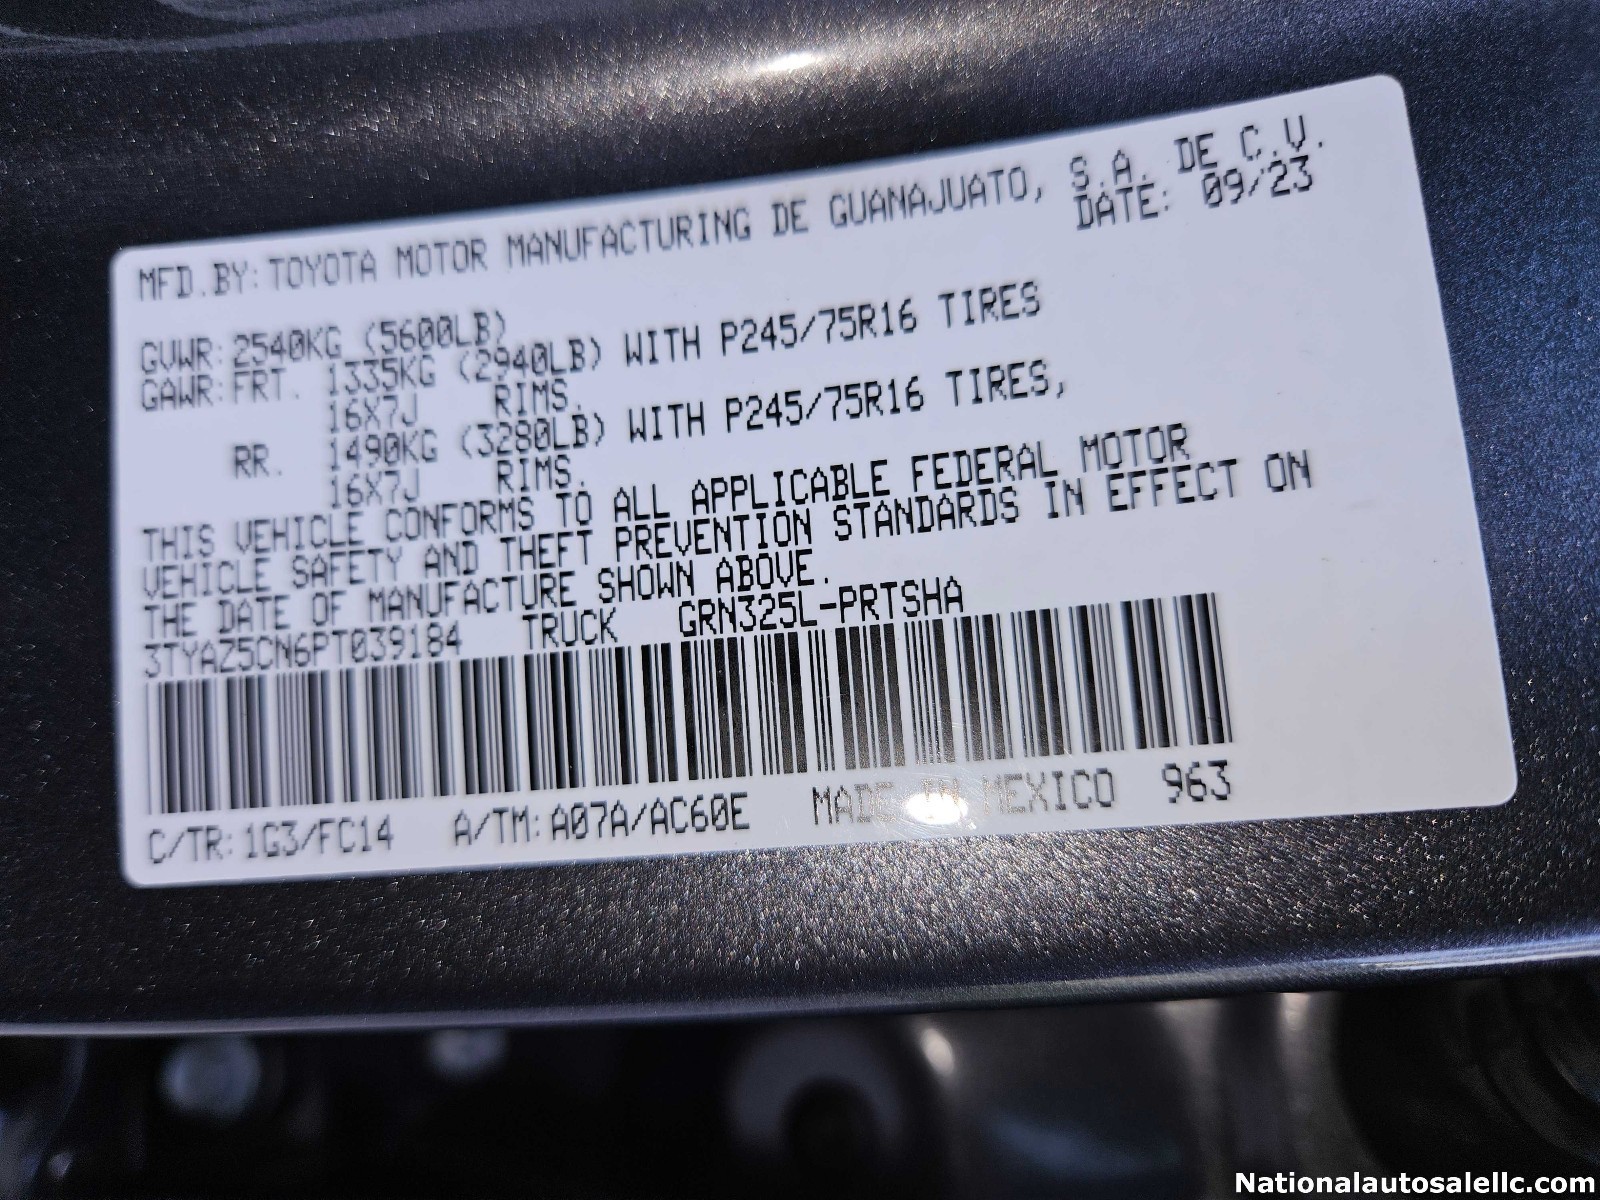 MFD.BY:TOYOTA MOTOR MANUFACTURING DE GUANAJUATO, S.A. DE C.V.
DATE: 09/23
GVWR:2540KG (5600LB)
GAWR:FRT. 1335KG (2940LB) WITH P245/75R16 TIRES
16X7J RIMS.
RR. 1490KG (3280LB) WITH P245/75R16 TIRES,
16X7J RIMS.
THIS VEHICLE CONFORMS TO ALL APPLICABLE FEDERAL MOTOR
VEHICLE SAFETY AND THEFT PREVENTION STANDARDS IN EFFECT ON
THE DATE OF MANUFACTURE SHOWN ABOVE.
3TYAZ5CN6PT039184 TRUCK GRN325L-PRTSHA
C/TR:1G3/FC14 A/TM:A07A/AC60E MADE IN MEXICO 963
Nationalautosalellc.com